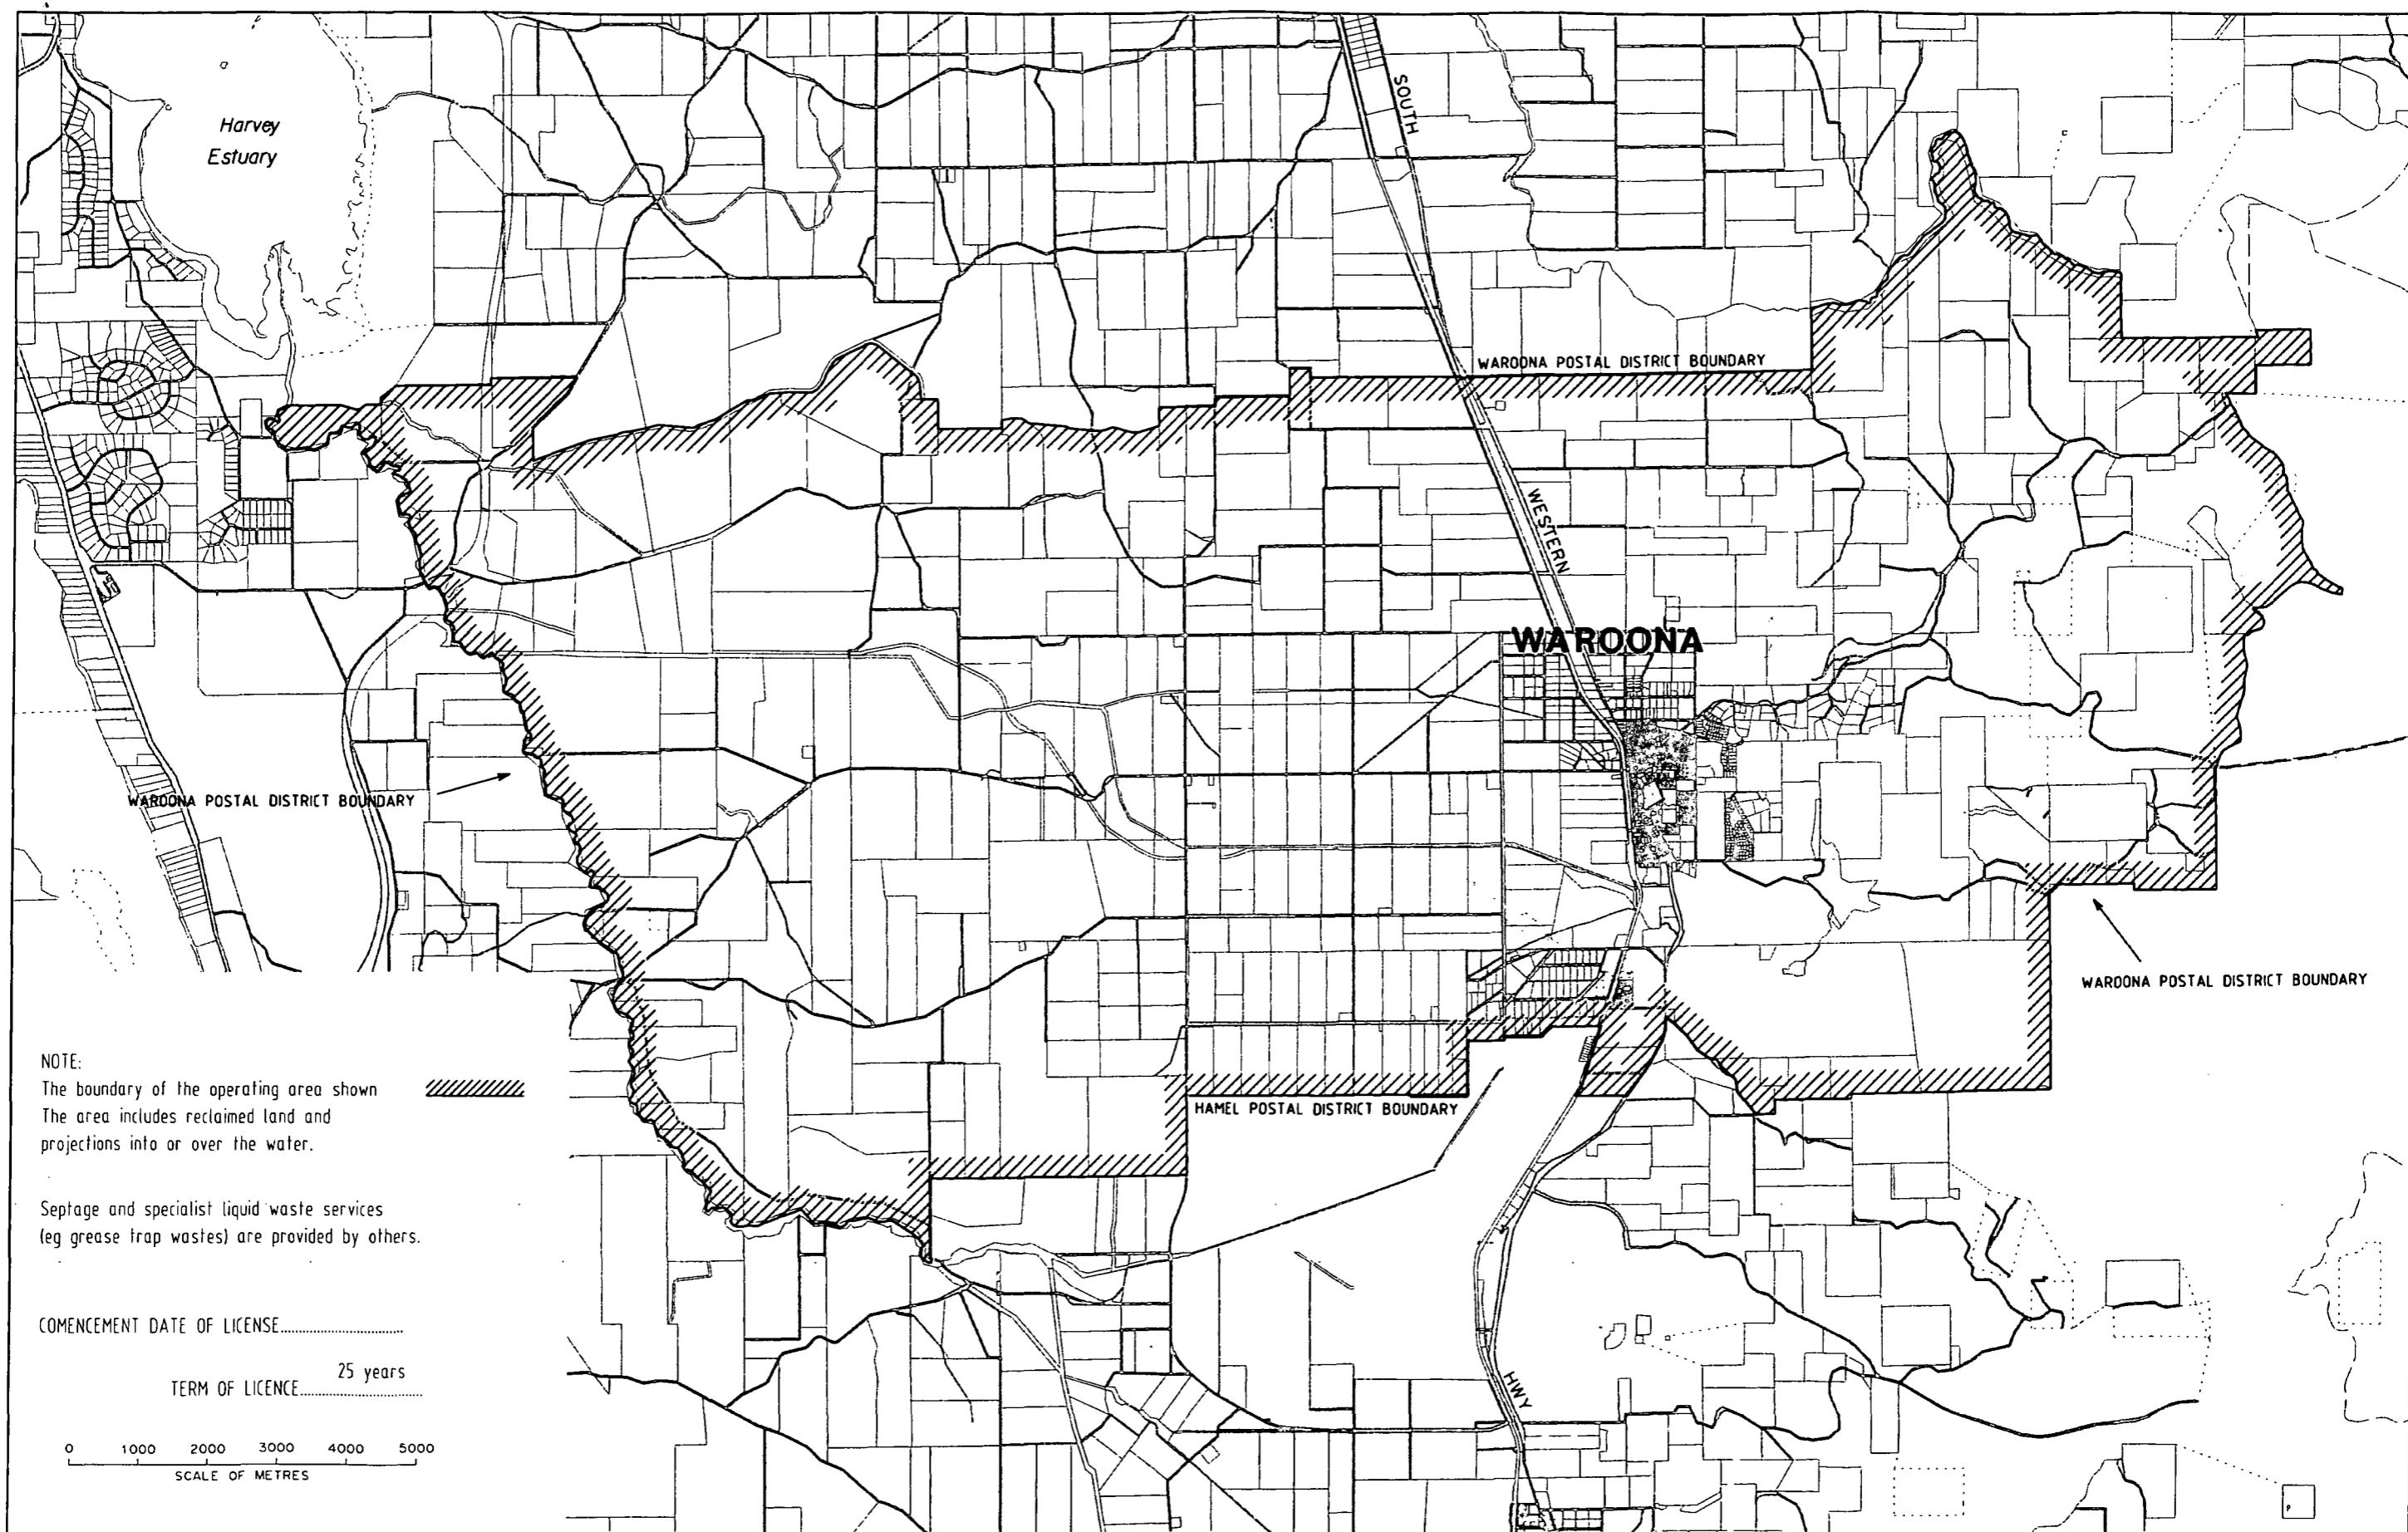 Harvey
Estuary
SOUTH
WAROONA POSTAL DISTRICT BOUNDARY
WESTERN
WAROONA
WAROONA POSTAL DISTRICT BOUNDARY
WAROONA POSTAL DISTRICT BOUNDARY
HAMEL POSTAL DISTRICT BOUNDARY
NOTE:
The boundary of the operating area shown
The area includes reclaimed land and
projections into or over the water.
Septage and specialist liquid waste services
(eg grease trap wastes) are provided by others.
COMENCEMENT DATE OF LICENSE..............................
25 years
TERM OF LICENCE..............................
HWY
0 1000 2000 3000 4000 5000
SCALE OF METRES